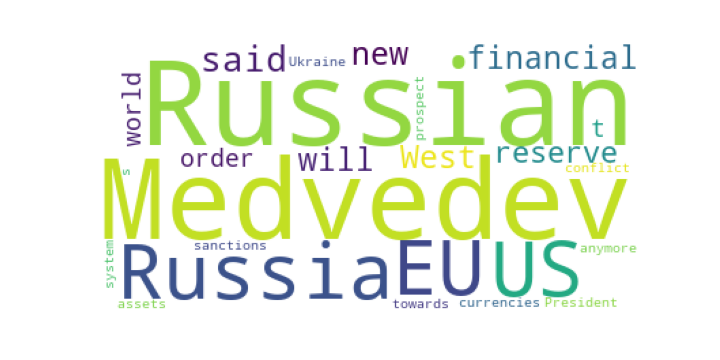 said Ukraine new financial
world Russian prospect t
order will West reserve
s Medvedev conflict
system sanctions Russia EU US anymore
assets towards currencies President